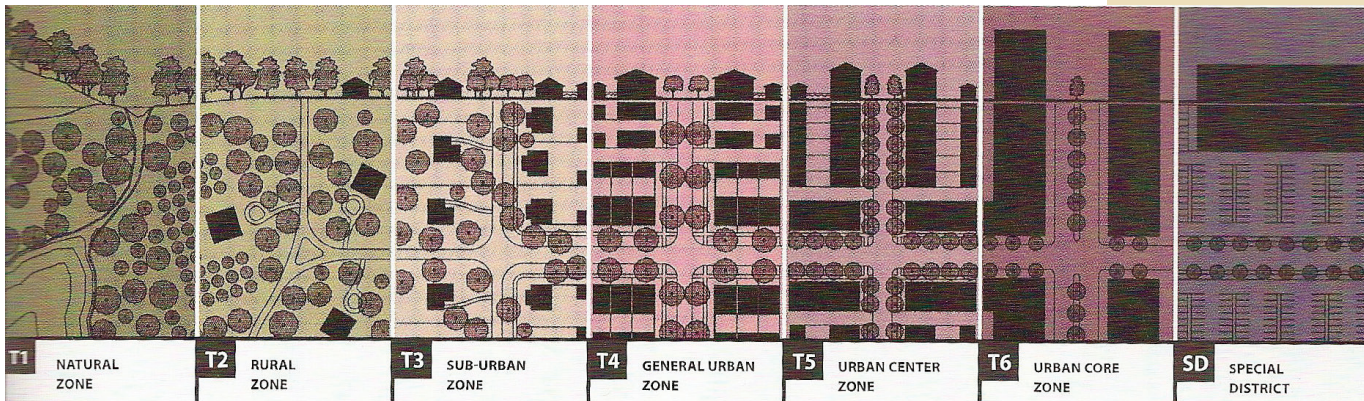 T1 NATURAL
ZONE
T2 RURAL
ZONE
T3 SUB-URBAN
ZONE
T4 GENERAL URBAN
ZONE
T5 URBAN CENTER
ZONE
T6 URBAN CORE
ZONE
SD SPECIAL
DISTRICT